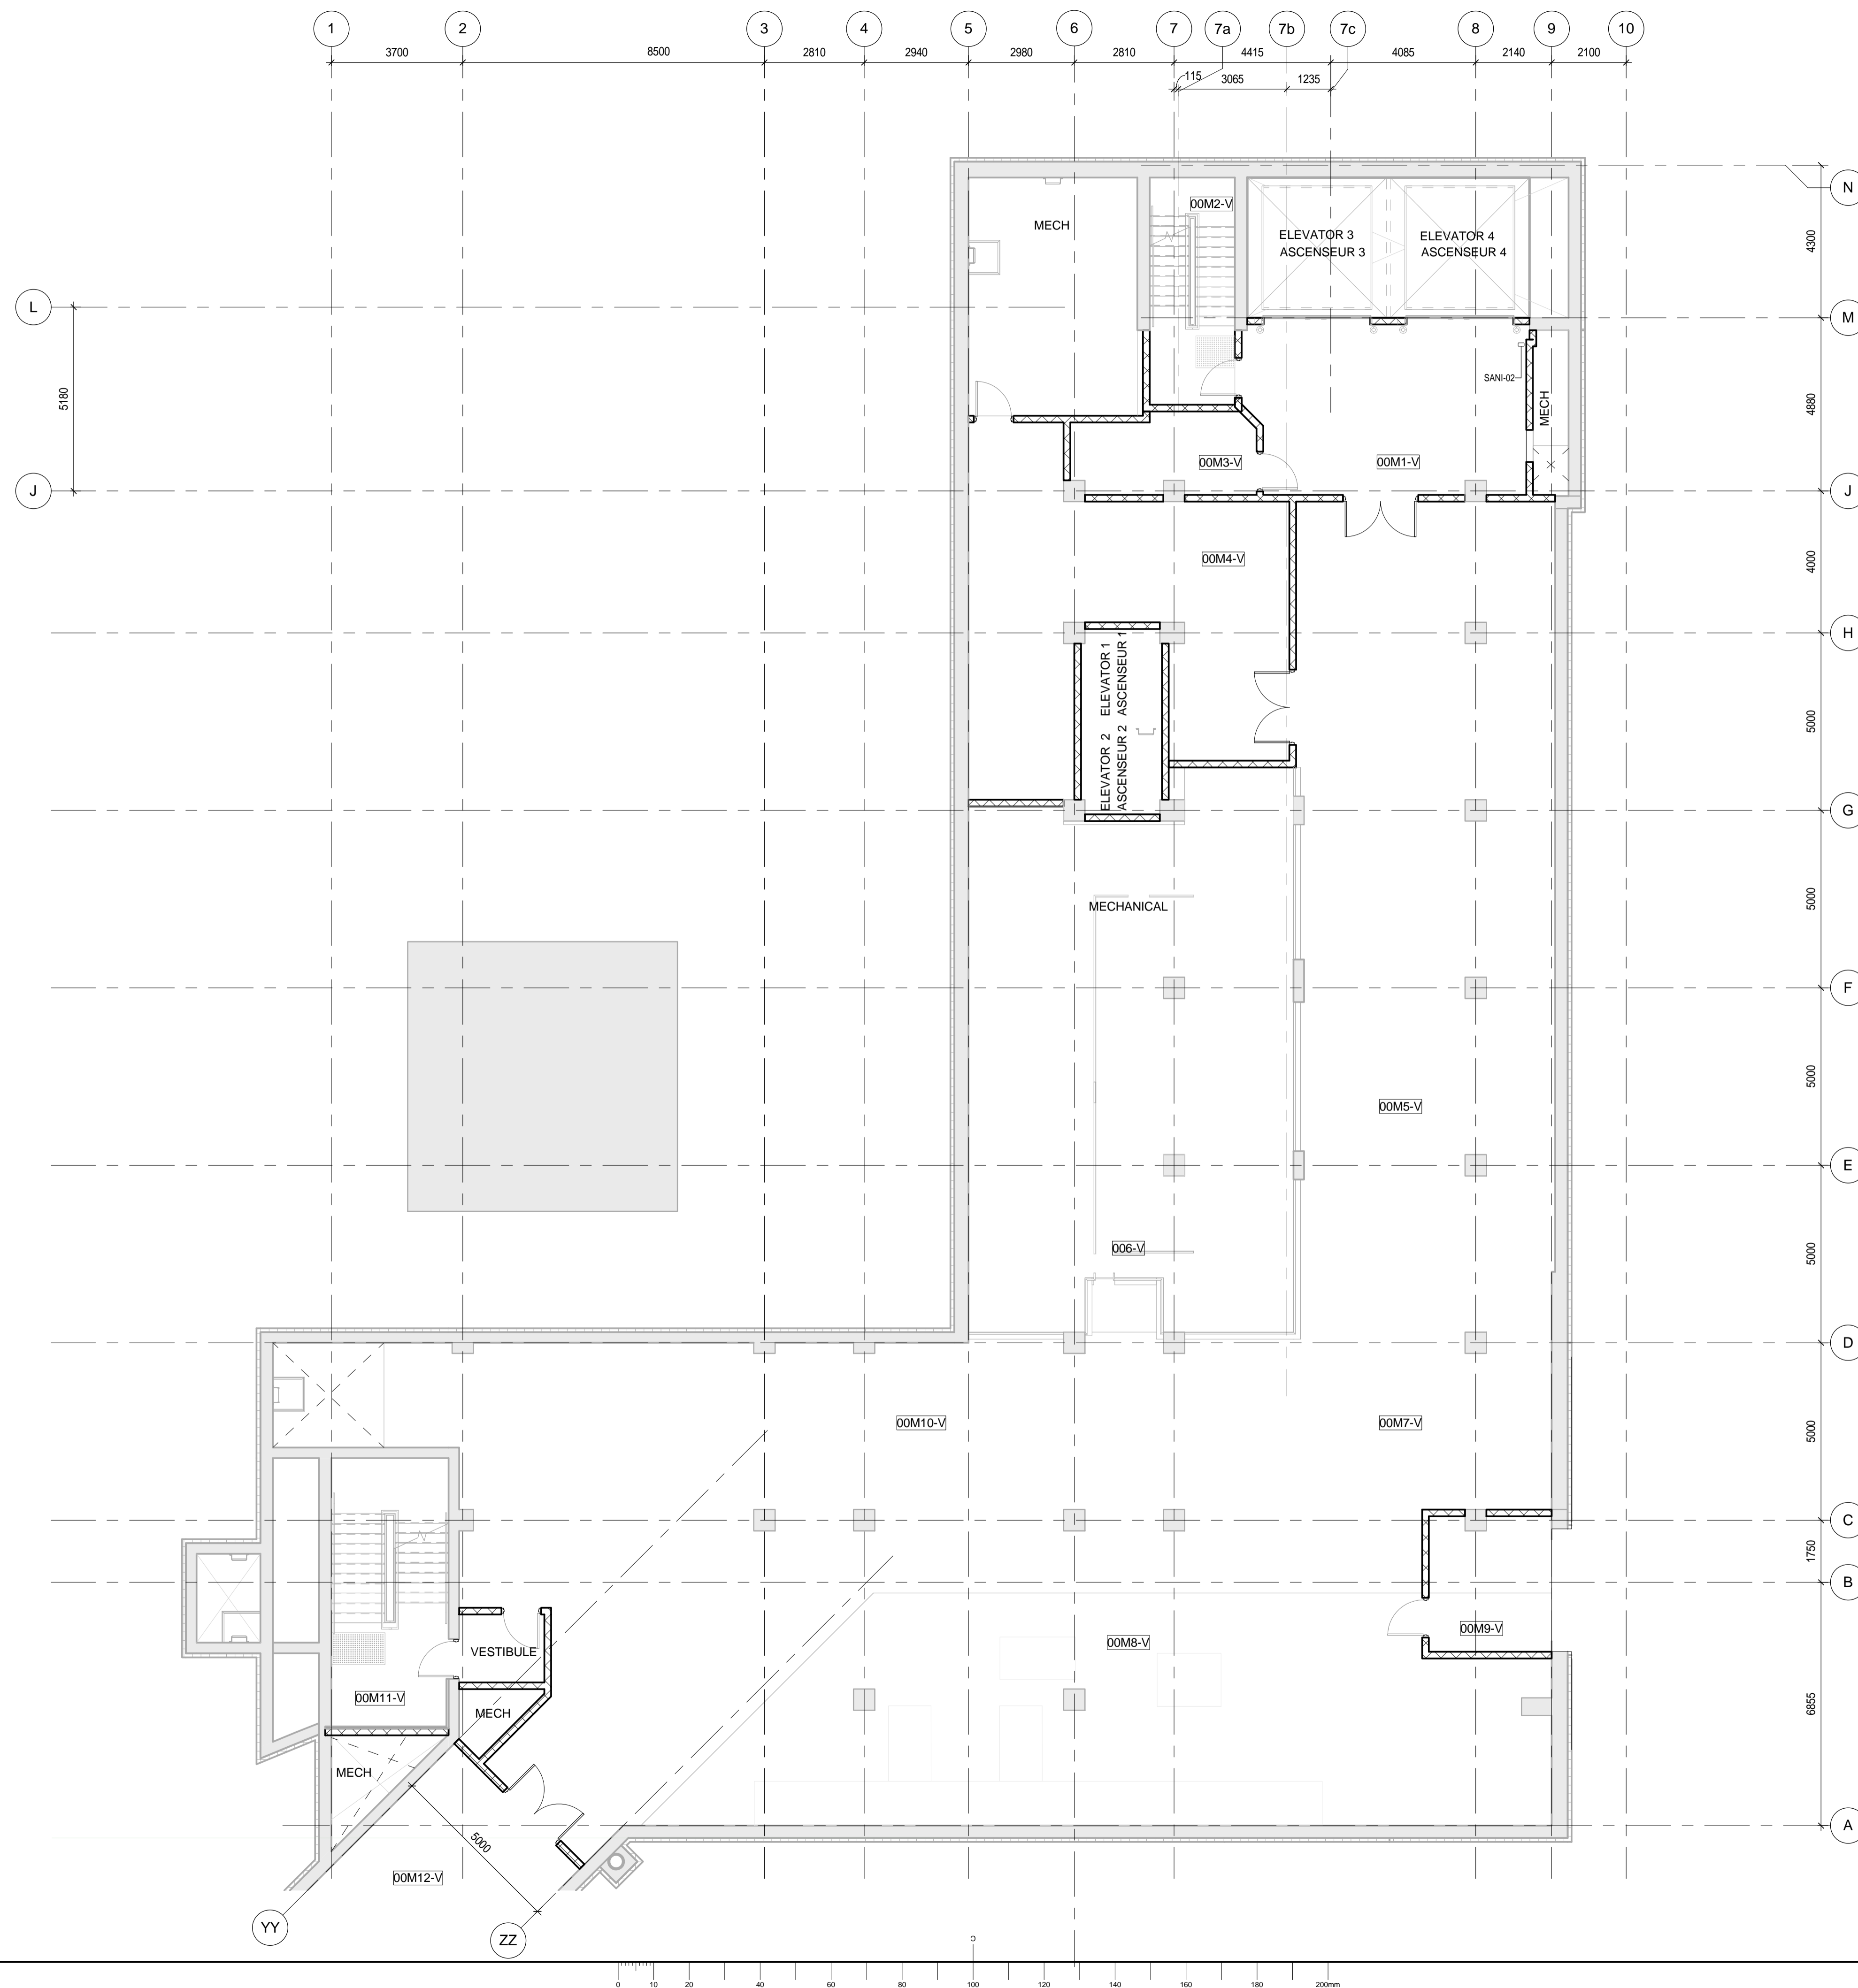 1 2 3 4 5 6 7 7a 7b 7c 8 9 10
3700 8500 2810 2940 2980 2810 4415 4085 2140 2100
115 3065 1235
N
00M2-V
MECH
ELEVATOR 3
ASCENSEUR 3
ELEVATOR 4
ASCENSEUR 4
4300
L
M
SANI-02
5180
MECH
4880
00M3-V
00M1-V
J
J
00M4-V
4000
H
ELEVATOR 2 ELEVATOR 1
ASCENSEUR 2 ASCENSEUR 1
5000
G
MECHANICAL
5000
F
5000
00M5-V
E
006-V
5000
D
00M10-V
00M7-V
5000
C
1750
B
00M9-V
00M8-V
VESTIBULE
00M11-V
MECH
6855
MECH
A
5000
00M12-V
YY
ZZ
0 10 20 40 60 80 100 120 140 160 180 200mm